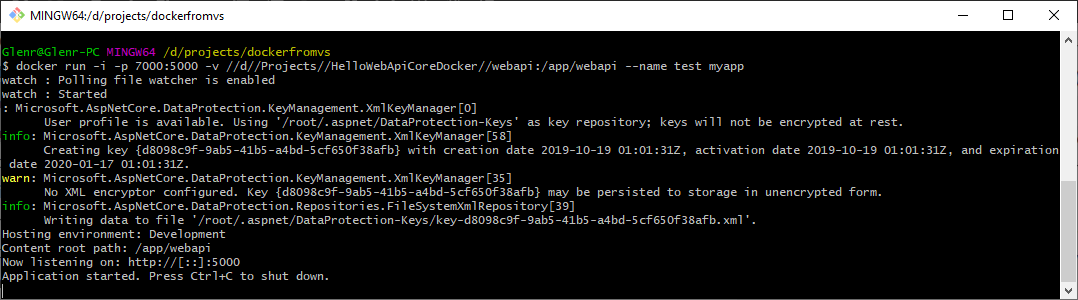 MINGW64:/d/projects/dockerfromvs
Glenr@Glenr-PC MINGW64 /d/projects/dockerfromvs
$ docker run -i -p 7000:5000 -v //d//Projects//HelloWebApiCoreDocker//webapi:/app/webapi --name test myapp
watch : Polling file watcher is enabled
watch : Started
: Microsoft.AspNetCore.DataProtection.KeyManagement.XmlKeyManager[0]
      User profile is available. Using '/root/.aspnet/DataProtection-Keys' as key repository; keys will not be encrypted at rest.
info: Microsoft.AspNetCore.DataProtection.KeyManagement.XmlKeyManager[58]
      Creating key {d8098c9f-9ab5-41b5-a4bd-5cf650f38afb} with creation date 2019-10-19 01:01:31Z, activation date 2019-10-19 01:01:31Z, and expiration
 date 2020-01-17 01:01:31Z.
warn: Microsoft.AspNetCore.DataProtection.KeyManagement.XmlKeyManager[35]
      No XML encryptor configured. Key {d8098c9f-9ab5-41b5-a4bd-5cf650f38afb} may be persisted to storage in unencrypted form.
info: Microsoft.AspNetCore.DataProtection.Repositories.FileSystemXmlRepository[39]
      Writing data to file '/root/.aspnet/DataProtection-Keys/key-d8098c9f-9ab5-41b5-a4bd-5cf650f38afb.xml'.
Hosting environment: Development
Content root path: /app/webapi
Now listening on: http://[::]:5000
Application started. Press Ctrl+C to shut down.